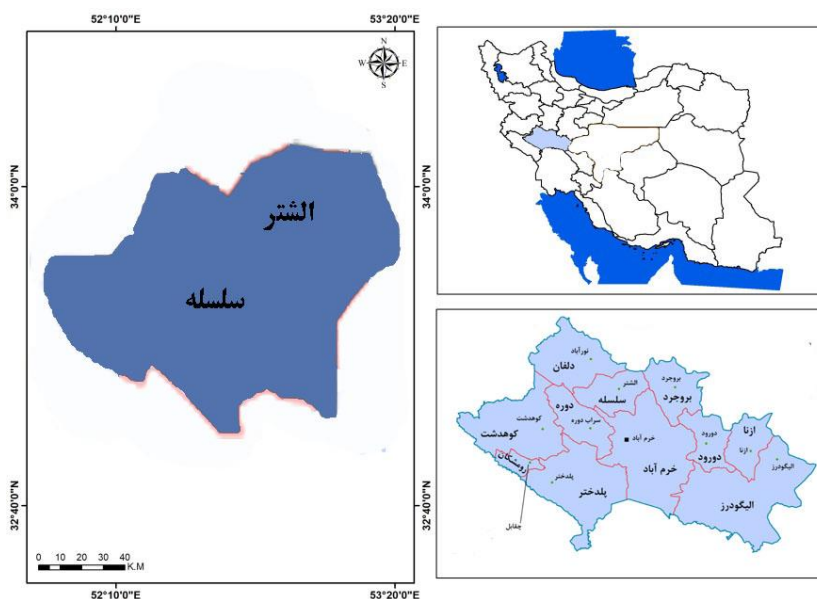 52°10'0"E
53°20'0"E
N
W
E
S
34°0'0"N
34°0'0"N
الشتر
سلسله
32°40'0"N
32°40'0"N
0 5 10 20 30 40
K.M
52°10'0"E
53°20'0"E
نورآباد
دلفان
الشتر
سلسله
بروجرد
بروجرد
دوره
سراب دوره
کوهدشت
کوهدشت
خرم آباد
خرم آباد
دورود
دورود
ازنا
ازنا
الیگودرز
الیگودرز
رومشکان
چقابل
پلدختر
پلدختر